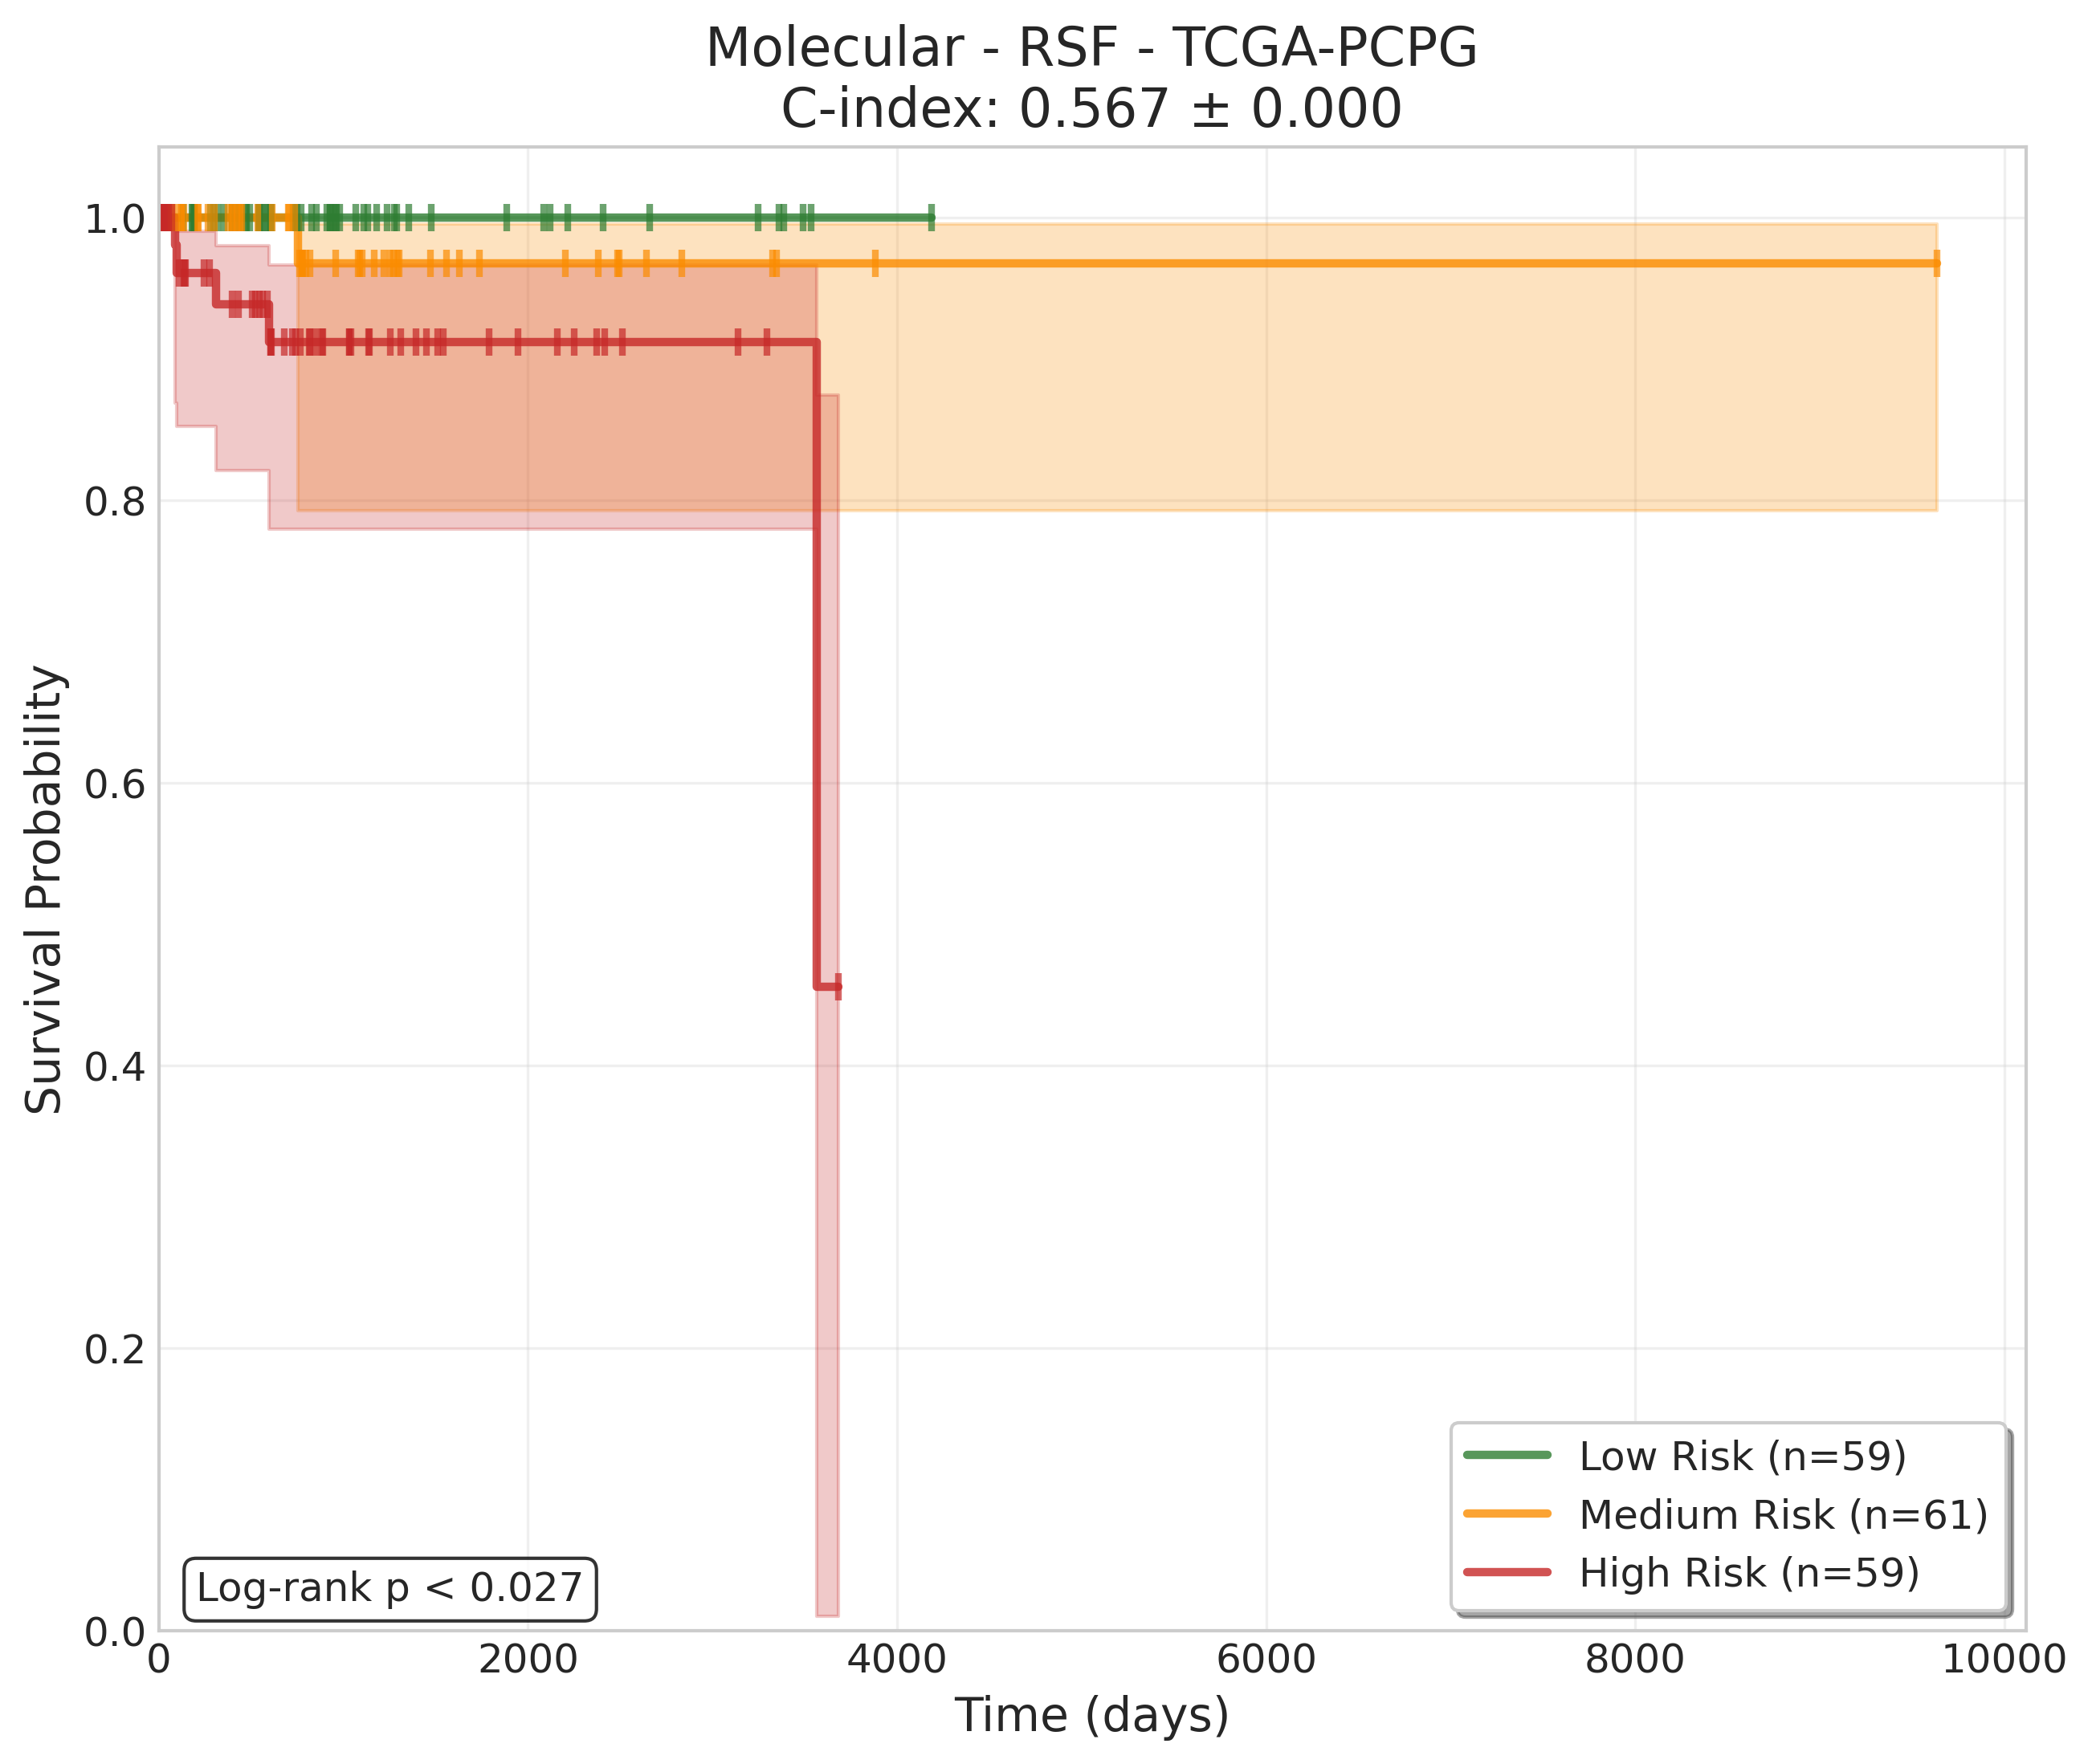 Molecular - RSF - TCGA-PCPG
C-index: 0.567 ± 0.000
Survival Probability
1.0
0.8
0.6
0.4
0.2
0.0
0
2000
4000
6000
8000
10000
Time (days)
Log-rank p < 0.027
Low Risk (n=59)
Medium Risk (n=61)
High Risk (n=59)